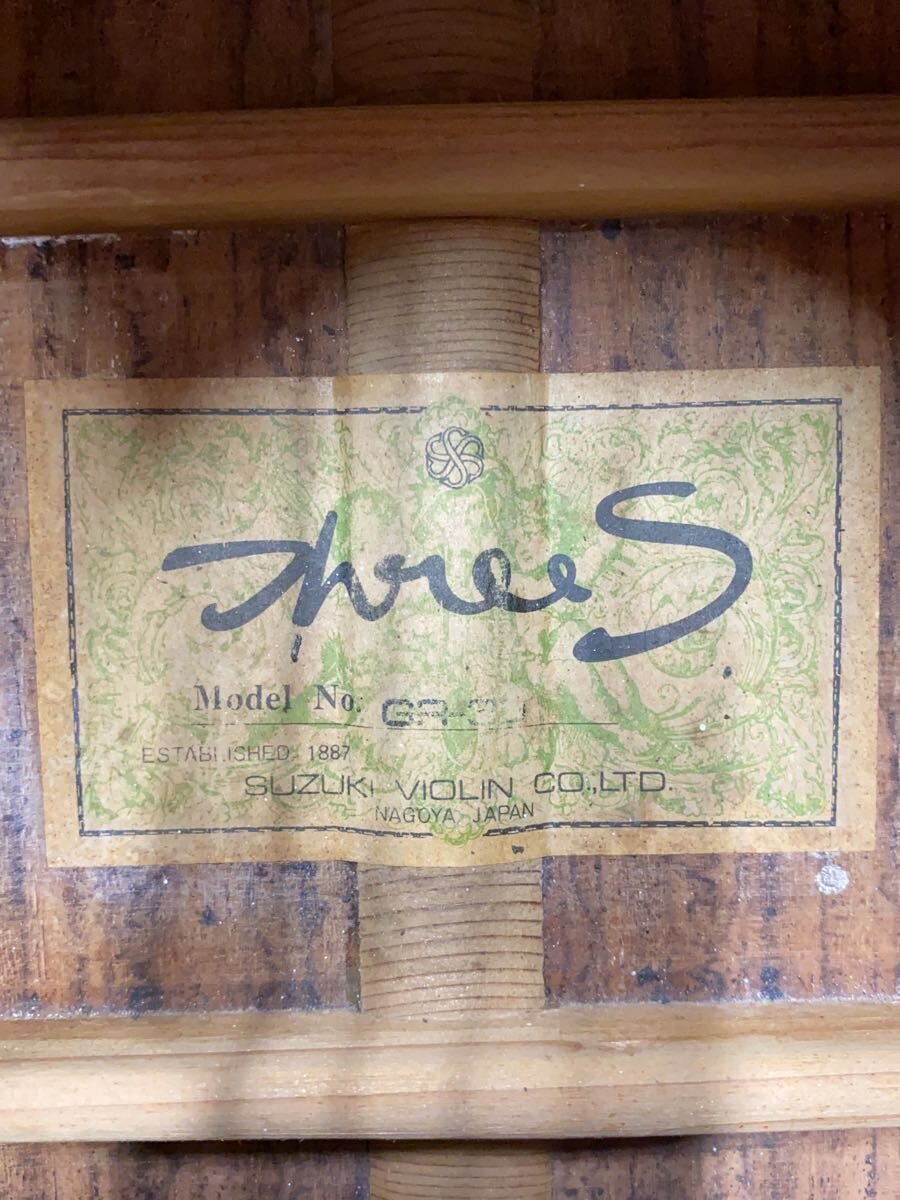 Three S
Model No.
ESTABLISHED 1887
SUZUKI VIOLIN CO.,LTD.
NAGOYA JAPAN